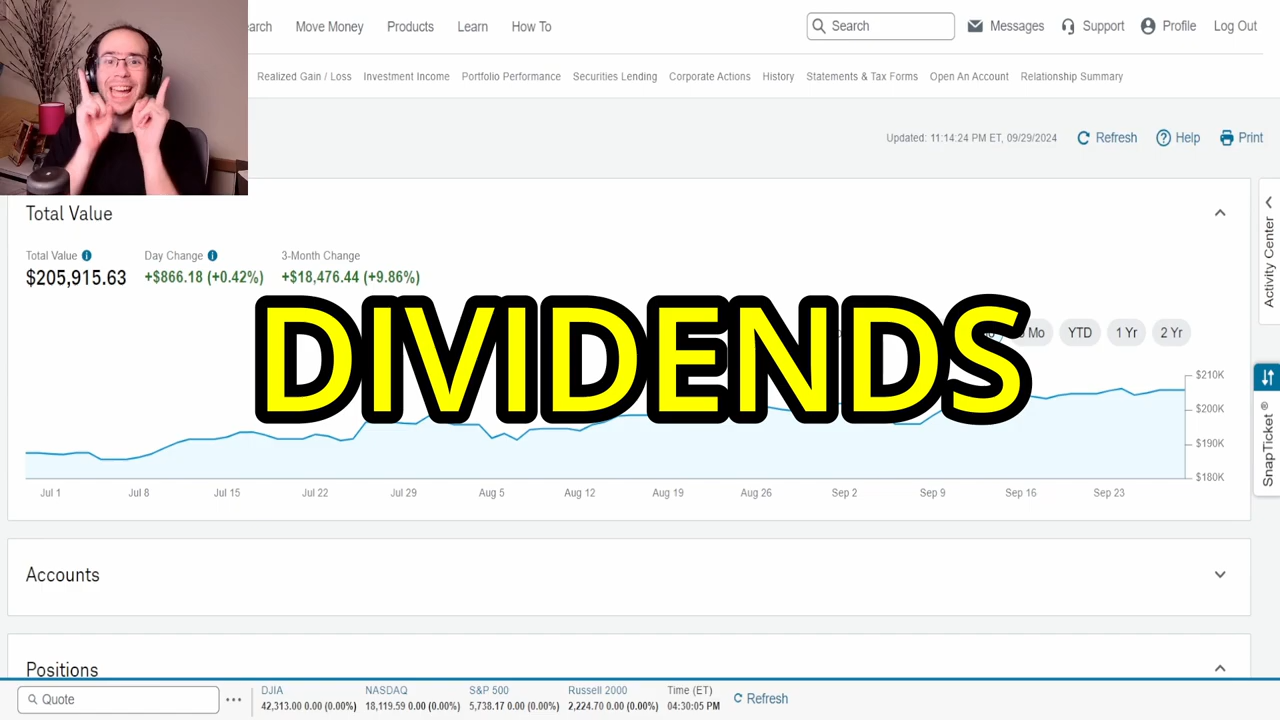 Move Money Products Learn How To Search Messages Support Profile Log Out
Realized Gain / Loss Investment Income Portfolio Performance Securities Lending Corporate Actions History Statements & Tax Forms Open An Account Relationship Summary
Updated: 11:14:24 PM ET, 09/29/2024 Refresh Help Print
Total Value
Total Value Day Change 3-Month Change
$205,915.63 +$866.18 (+0.42%) +$18,476.44 (+9.86%)
Activity Center
DIVIDENDS
Mo YTD 1 Yr 2 Yr
$210K
$200K
$190K
$180K
SnapTicket®
Jul 1 Jul 8 Jul 15 Jul 22 Jul 29 Aug 5 Aug 12 Aug 19 Aug 26 Sep 2 Sep 9 Sep 16 Sep 23
Accounts
Positions
Quote
DJIA NASDAQ S&P 500 Russell 2000 Time (ET)
42,313.00 0.00 (0.00%) 18,119.59 0.00 (0.00%) 5,738.17 0.00 (0.00%) 2,224.70 0.00 (0.00%) 04:30:05 PM
Refresh